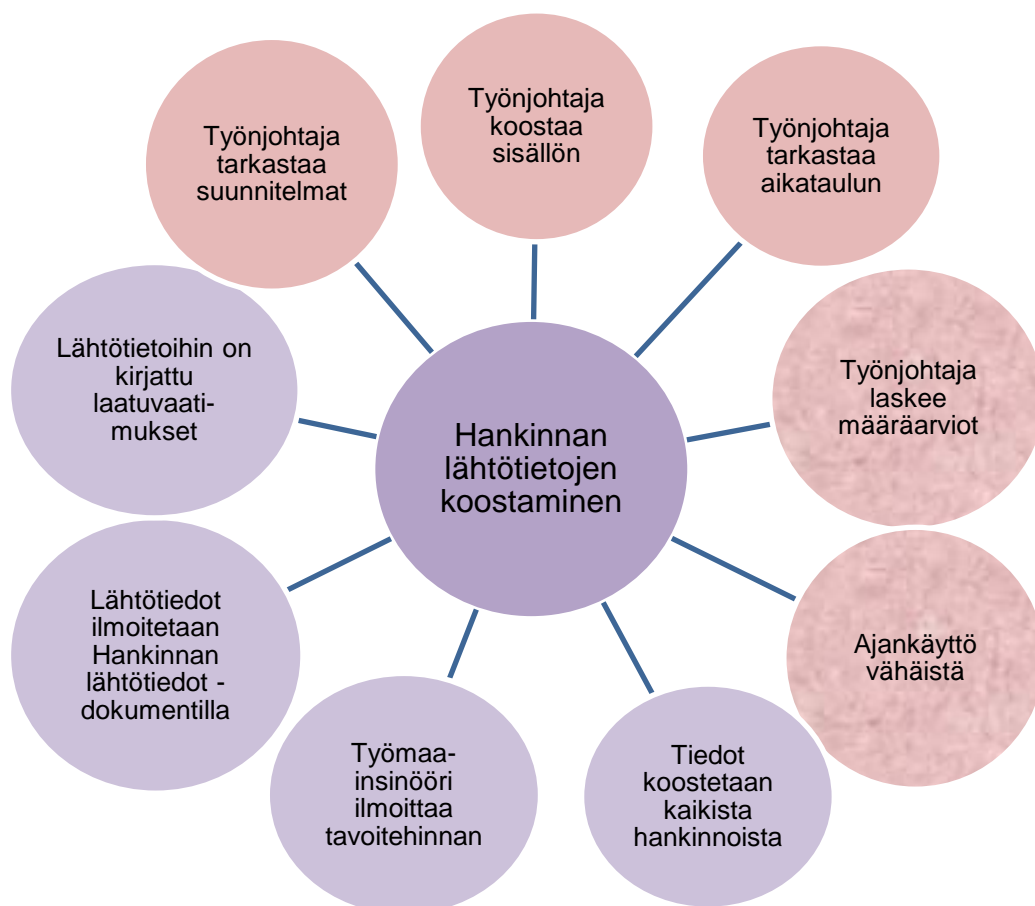 Työnjohtaja
tarkastaa
suunnitelmat
Työnjohtaja
koostaa
sisällön
Työnjohtaja
tarkastaa
aikataulun
Työnjohtaja
laskee
määräarviot
Ajankäyttö
vähäistä
Tiedot
koostetaan
kaikista
hankinnoista
Työmaa-
insinööri
ilmoittaa
tavoitehinnan
Lähtötiedot
ilmoitetaan
Hankinnan
lähtötiedot -
dokumentilla
Lähtötietoihin on
kirjattu
laatuvaati-
mukset
Hankinnan
lähtötietojen
koostaminen